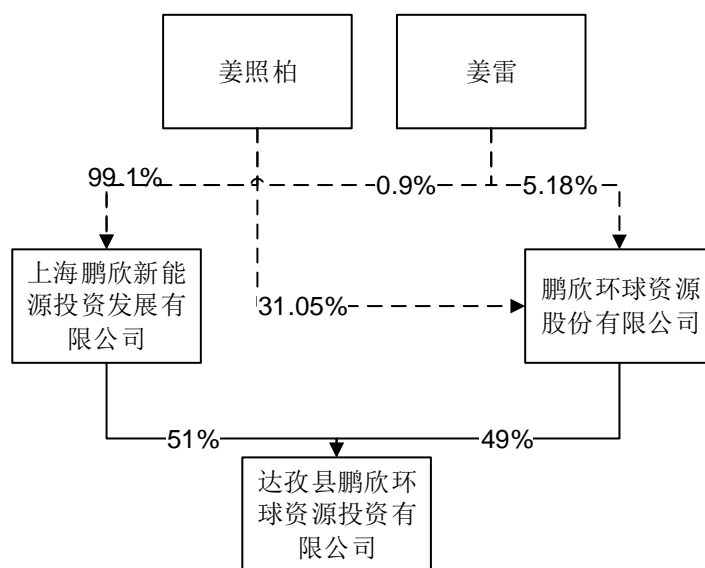 姜照柏
姜雷
99.1%
0.9%
5.18%
上海鹏欣新能
源投资发展有
限公司
31.05%
鹏欣环球资源
股份有限公司
51%
49%
达孜县鹏欣环
球资源投资有
限公司